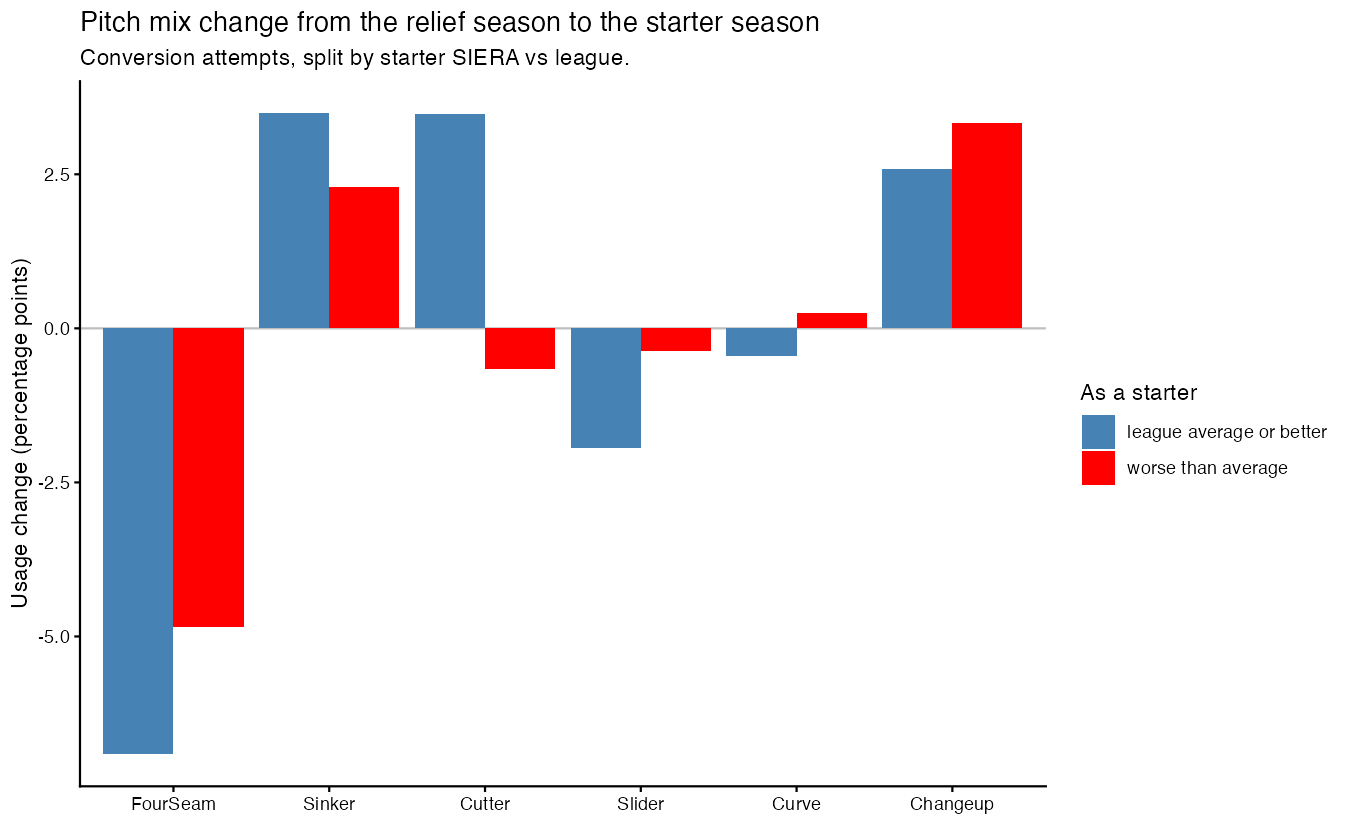 Pitch mix change from the relief season to the starter season
Conversion attempts, split by starter SIERA vs league.
Usage change (percentage points)
2.5
0.0
-2.5
-5.0
FourSeam
Sinker
Cutter
Slider
Curve
Changeup
As a starter
league average or better
worse than average